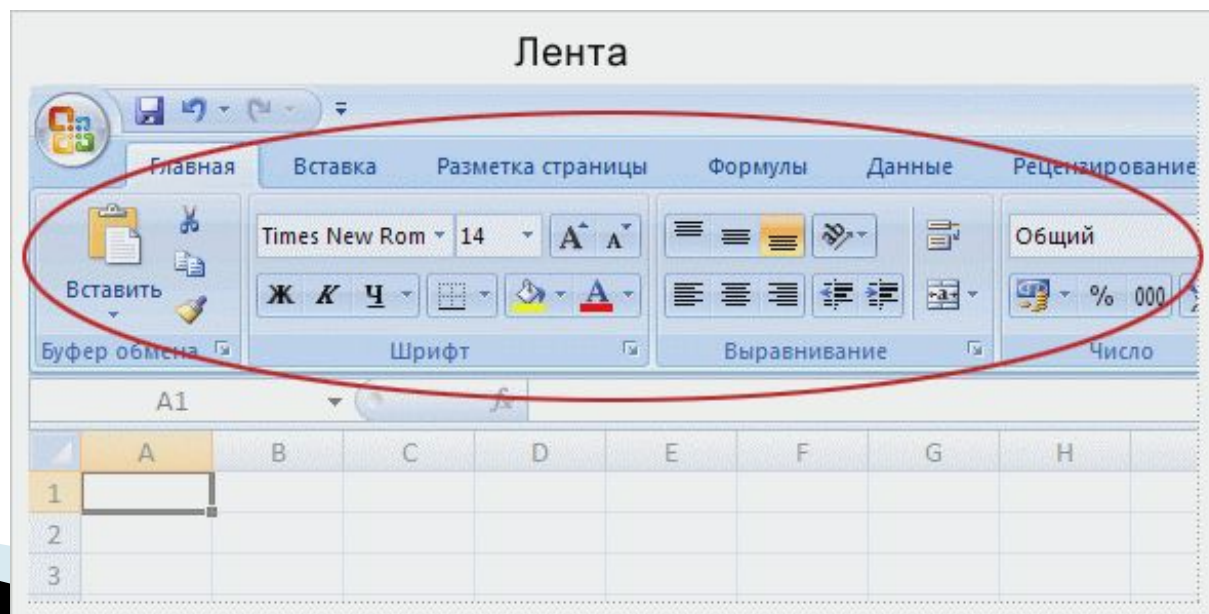 Лента
Главная Вставка Разметка страницы Формулы Данные Рецензирование
Times New Rom 14 A A Общий
Вставить Ж К Ч A a % 000
Буфер обмена Шрифт Выравнивание Число
A1 fx
A B C D E F G H
1
2
3